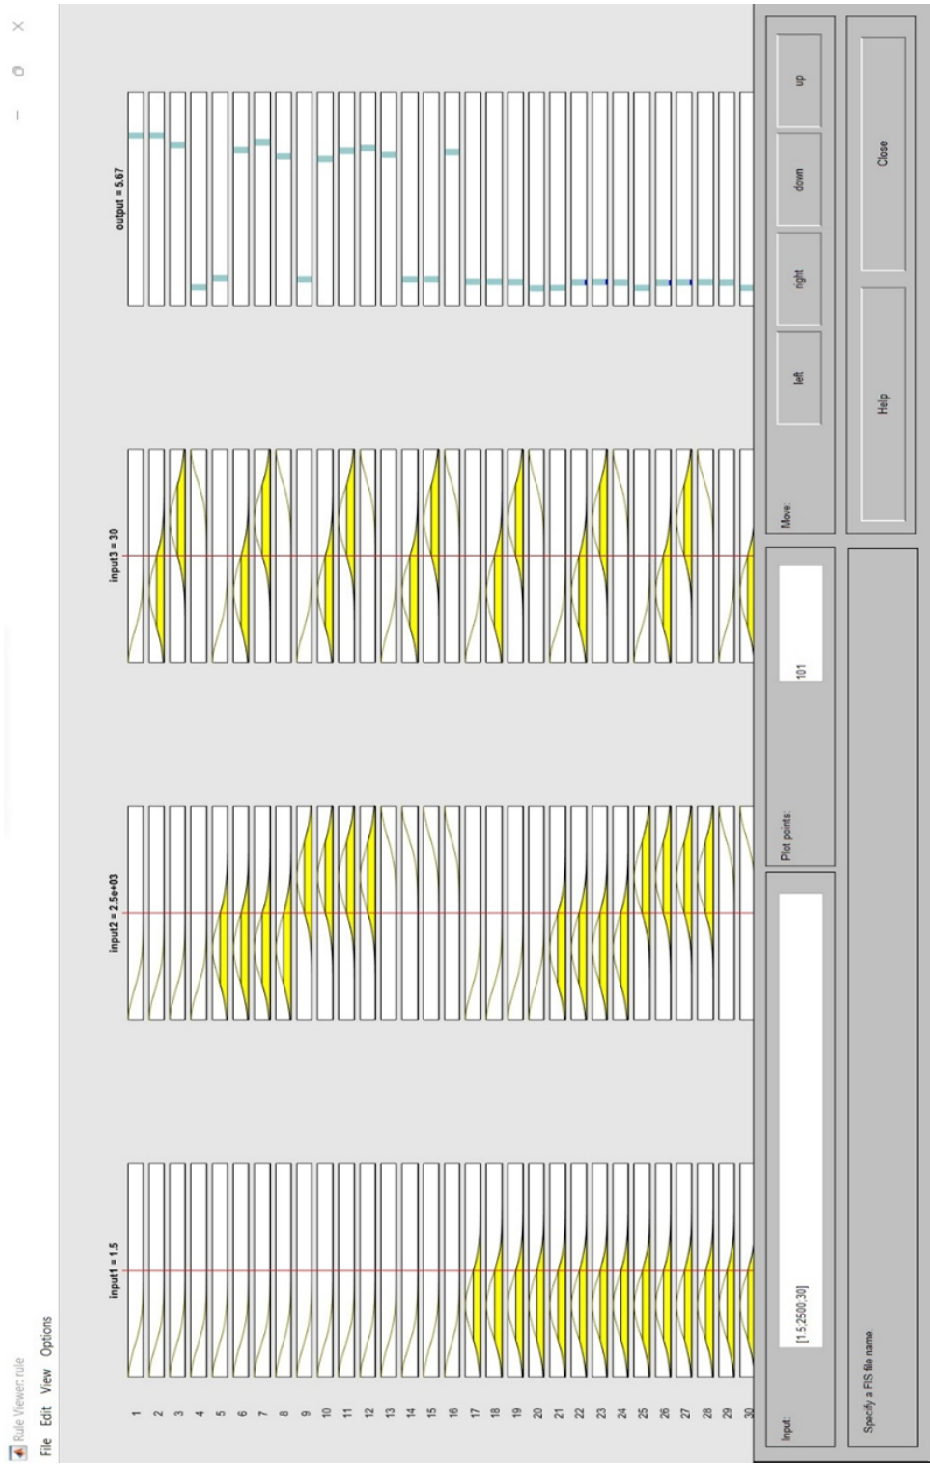 Rule Viewer: rule
File Edit View Options
input1 = 1.5
input2 = 2.5e+03
input3 = 30
output = 5.67
1
2
3
4
5
6
7
8
9
10
11
12
13
14
15
16
17
18
19
20
21
22
23
24
25
26
27
28
29
30
Input:
[1.5;2500;30]
Plot points:
101
Move:
left
right
down
up
Specify a FIS file name
Help
Close